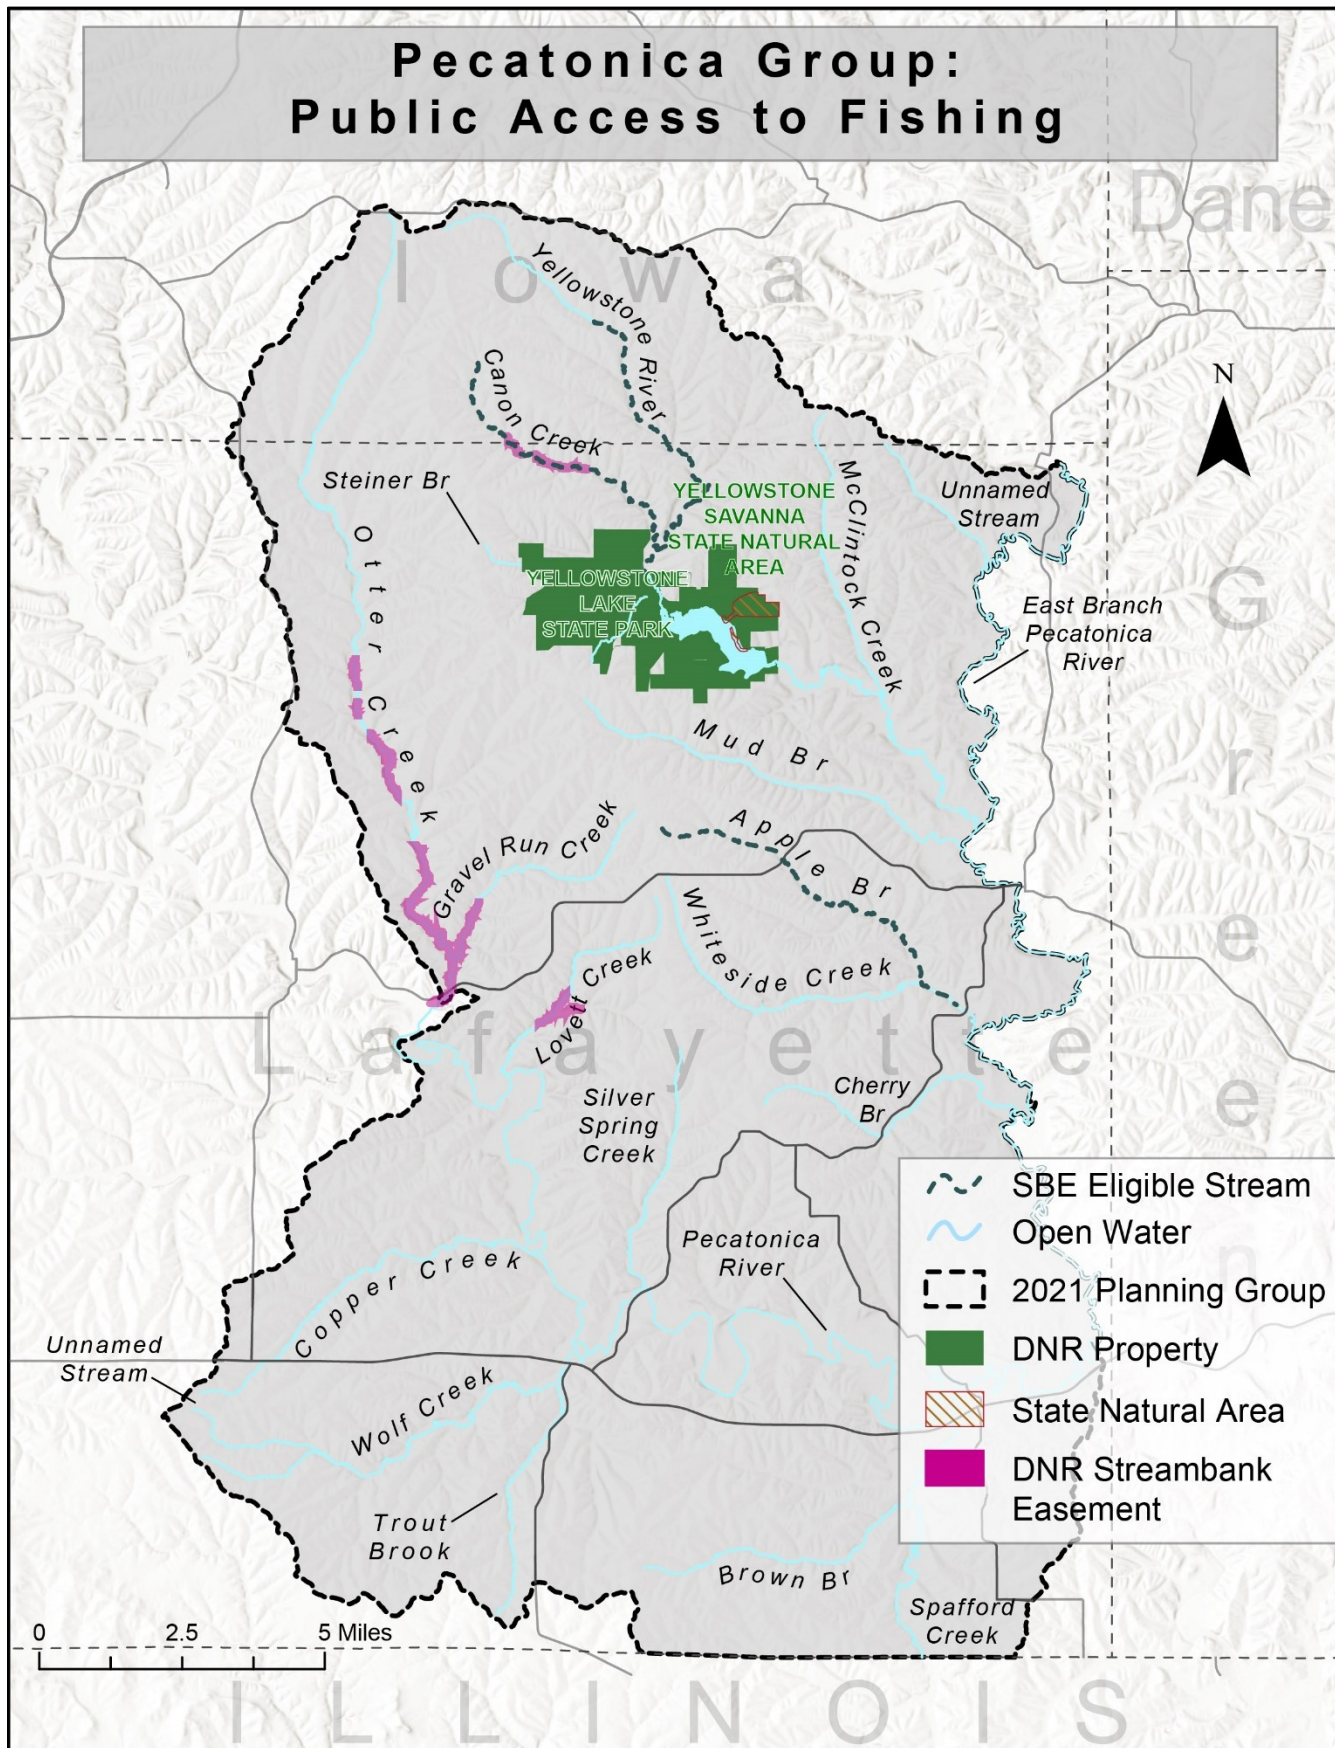 Pecatonica Group:
Public Access to Fishing
Dane
Iowa
Yellowstone River
Canon Creek
N
Steiner Br
YELLOWSTONE
SAVANNA
STATE NATURAL
AREA
McClintock Creek
Unnamed
Stream
Otter Creek
YELLOWSTONE
LAKE
STATE PARK
East Branch
Pecatonica
River
Green
Mud Br
Gravel Run Creek
Apple Br
Whiteside Creek
Lovett Creek
Lafayette
Silver
Spring
Creek
Cherry
Br
SBE Eligible Stream
Open Water
2021 Planning Group
DNR Property
State Natural Area
DNR Streambank
Easement
Pecatonica
River
Copper Creek
Unnamed
Stream
Wolf Creek
Trout
Brook
Brown Br
Spafford
Creek
0 2.5 5 Miles
ILLINOIS